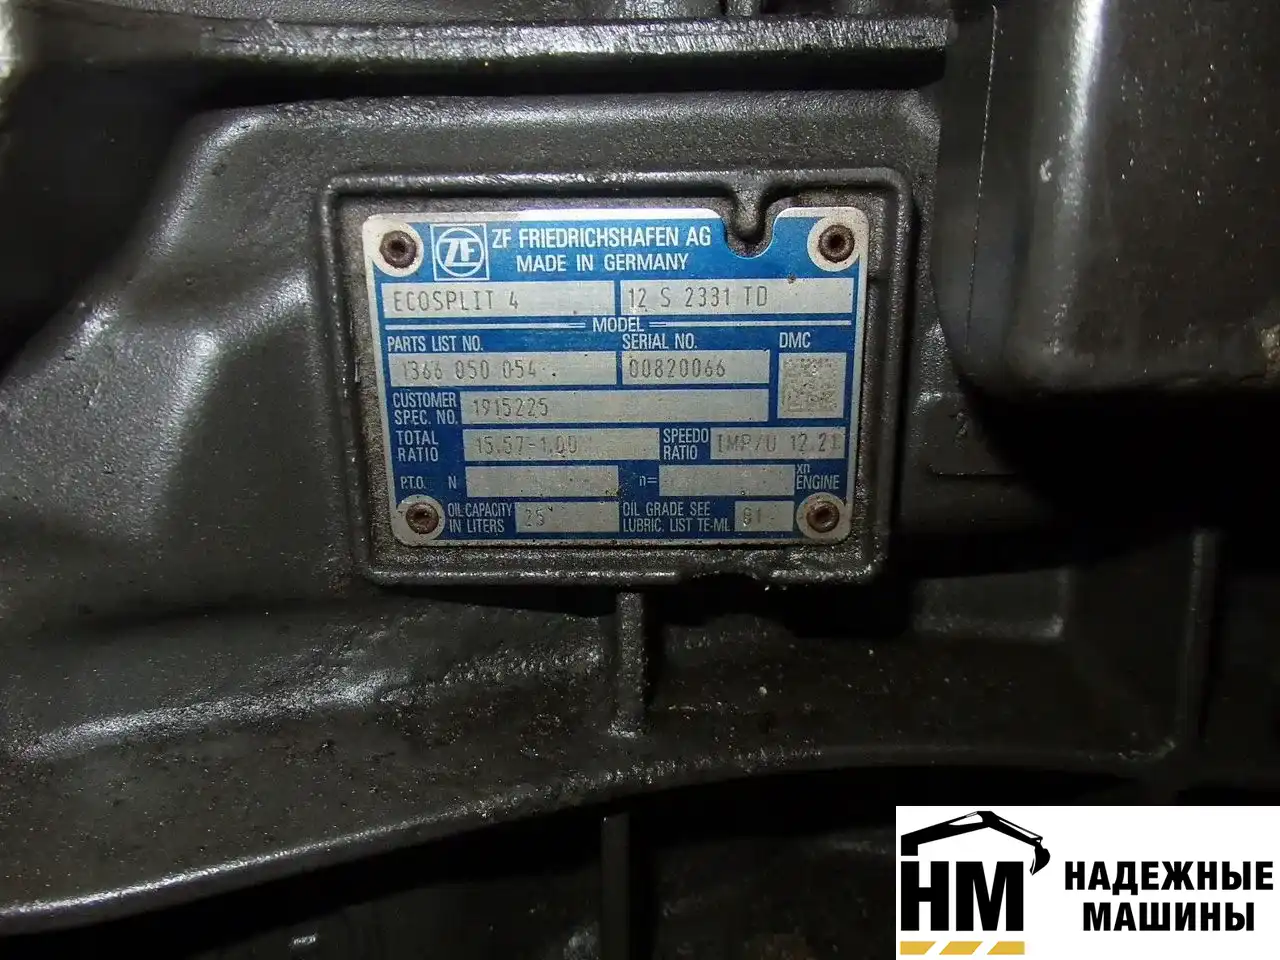 ZF
ZF FRIEDRICHSHAFEN AG
MADE IN GERMANY
ECOSPLIT 4
12 S 2331 TD
MODEL
PARTS LIST NO.
SERIAL NO.
DMC
1366 050 054
00820066
CUSTOMER SPEC. NO.
1915225
TOTAL RATIO
15.57-1.00
SPEEDO RATIO
IMP/U 12.21
P.T.O. N
n=
xn ENGINE
OIL CAPACITY IN LITERS
OIL GRADE SEE LUBRIC. LIST TE-ML
НМ
НАДЕЖНЫЕ
МАШИНЫ